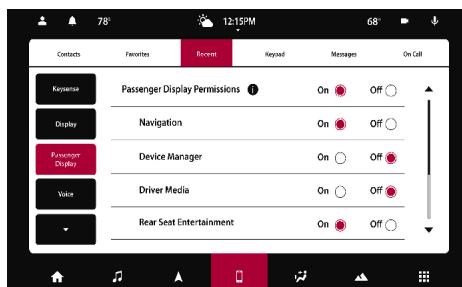 78° 12:15PM 68°
Contacts Favorites Recent Keypad Messages On Call
Keysense
Passenger Display Permissions i On Off
Display
Navigation On Off
Passenger
Display
Device Manager On Off
Voice
Driver Media On Off
Rear Seat Entertainment On Off